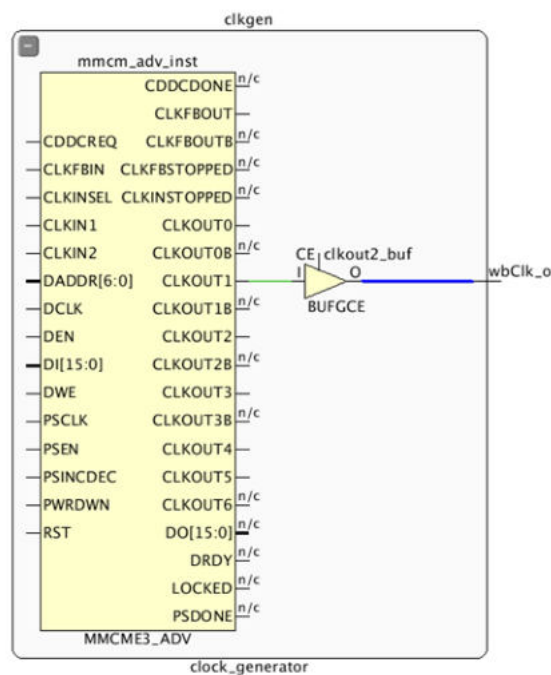 clkgen
mmcm_adv_inst
CDDCDONE n/c
CLKFBOUT
CDDCREQ CLKFBOUTB n/c
CLKFBIN CLKFBSTOPPED n/c
CLKINSEL CLKINSTOPPED n/c
CLKIN1 CLKOUT0
CLKIN2 CLKOUT0B n/c
CE clkout2_buf
DADDR[6:0] CLKOUT1 I O wbClk_o
DCLK CLKOUT1B n/c BUFGCE
DEN CLKOUT2
DI[15:0] CLKOUT2B n/c
DWE CLKOUT3
PSCLK CLKOUT3B n/c
PSEN CLKOUT4
PSINCDEC CLKOUT5
PWRDWN CLKOUT6 n/c
RST DO[15:0] n/c
DRDY n/c
LOCKED n/c
PSDONE n/c
MMCME3_ADV
clock_generator